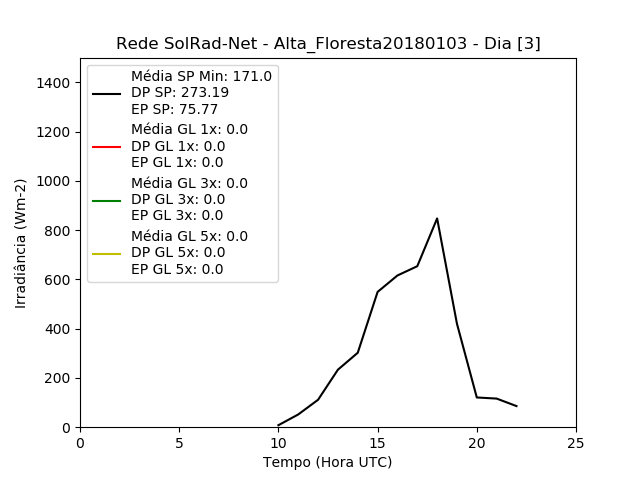 Rede SolRad-Net - Alta_Floresta20180103 - Dia [3]
Média SP Min: 171.0
DP SP: 273.19
EP SP: 75.77
Média GL 1x: 0.0
DP GL 1x: 0.0
EP GL 1x: 0.0
Média GL 3x: 0.0
DP GL 3x: 0.0
EP GL 3x: 0.0
Média GL 5x: 0.0
DP GL 5x: 0.0
EP GL 5x: 0.0
Irradiância (Wm-2)
1400
1200
1000
800
600
400
200
0
0 5 10 15 20 25
Tempo (Hora UTC)